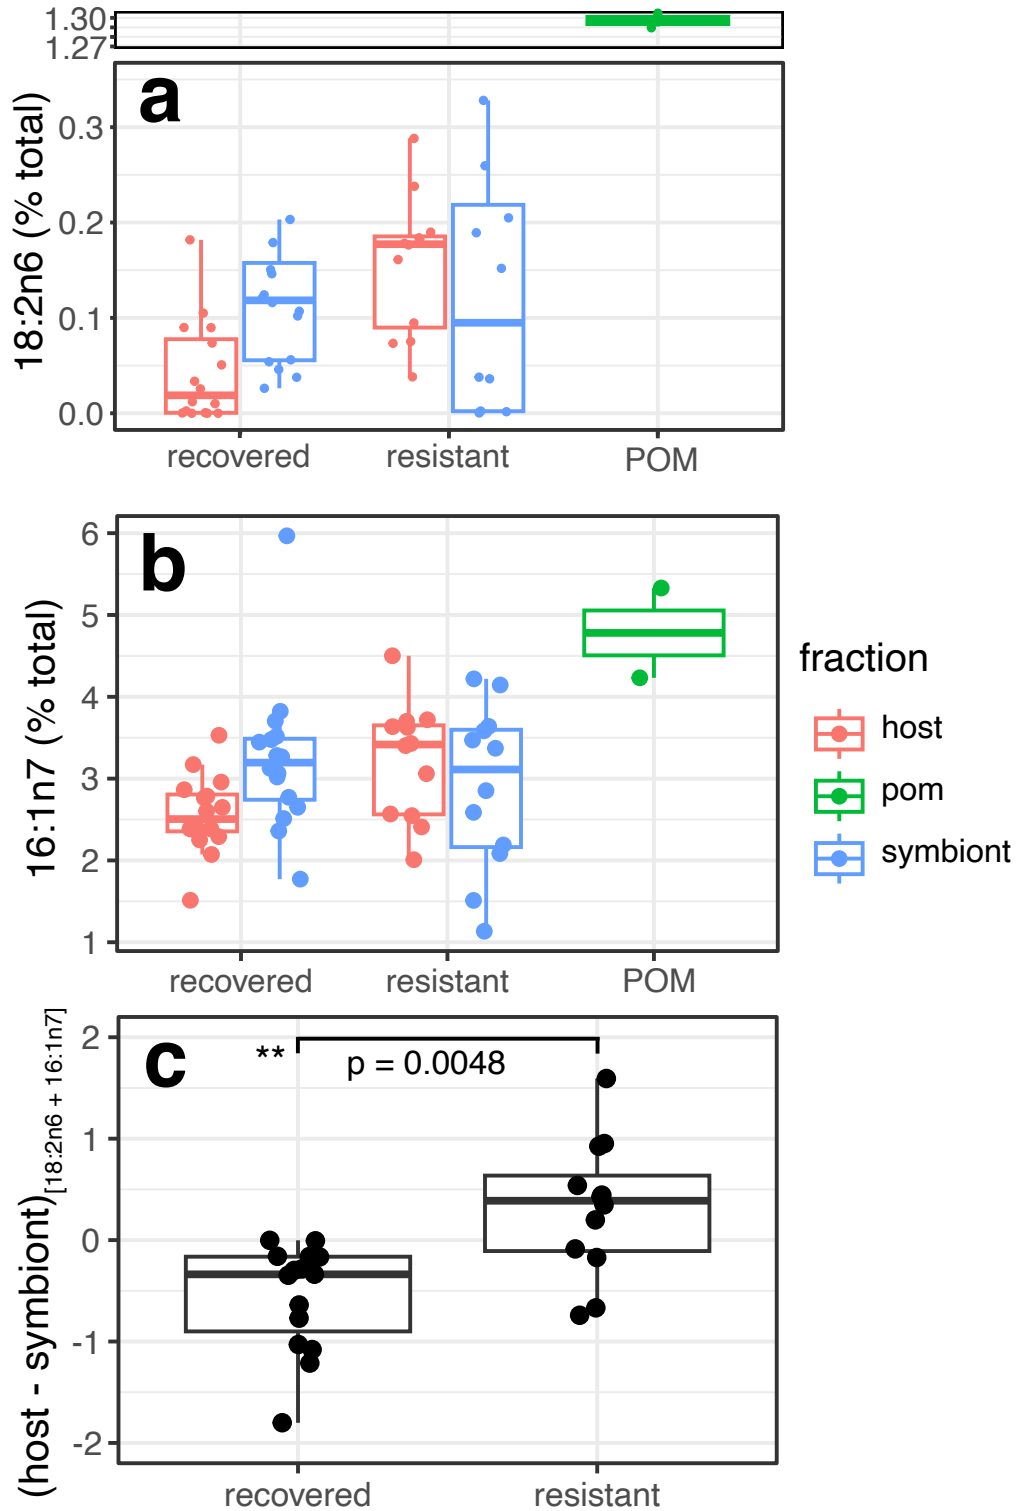 1.30
1.27
a
18:2n6 (% total)
0.3
0.2
0.1
0.0
recovered resistant POM
b
16:1n7 (% total)
6
5
4
3
2
1
recovered resistant POM
fraction
host
pom
symbiont
c
(host - symbiont)[18:2n6 + 16:1n7]
** p = 0.0048
2
1
0
-1
-2
recovered resistant